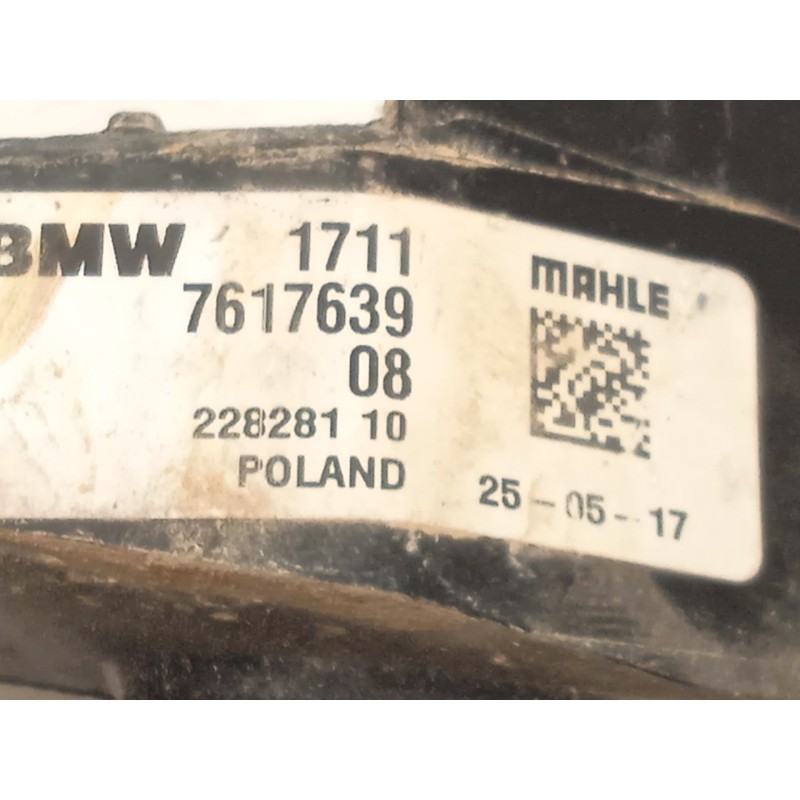 BMW 1711
7617639
08
228281 10
POLAND
MAHLE
25-05-17